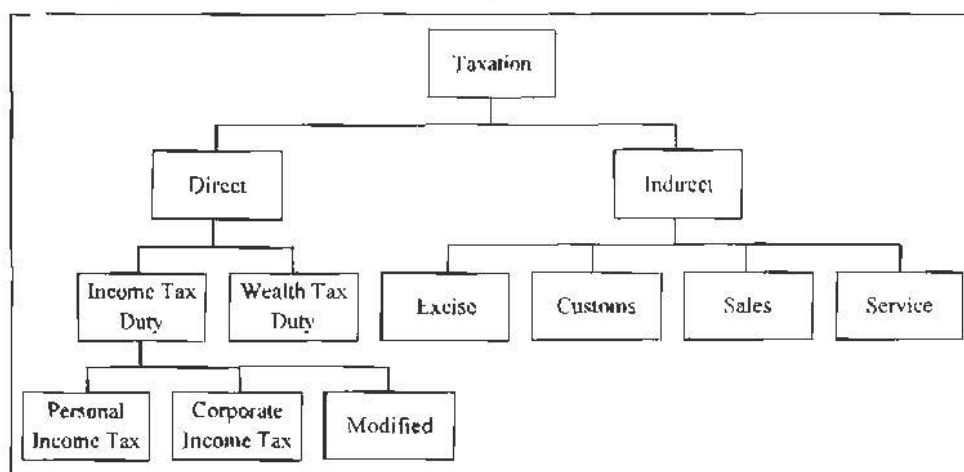 Taxation
Direct
Indirect
Income Tax
Duty
Wealth Tax
Duty
Excise
Customs
Sales
Service
Personal
Income Tax
Corporate
Income Tax
Modified